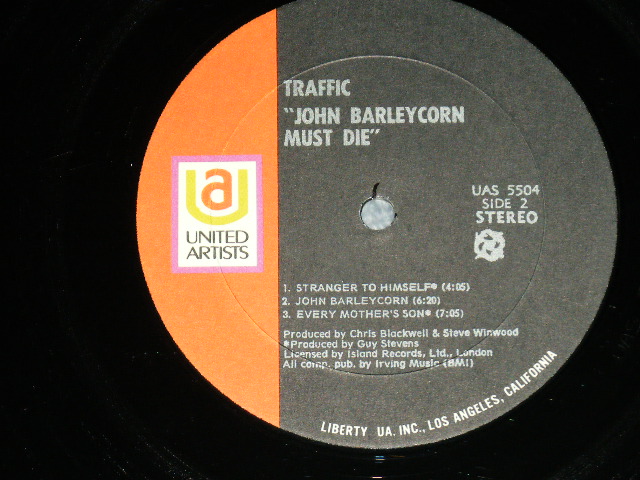 TRAFFIC
"JOHN BARLEYCORN
MUST DIE"
UAS 5504
SIDE 2
STEREO
ua
UNITED
ARTISTS
1. STRANGER TO HIMSELF* (4:05)
2. JOHN BARLEYCORN (6:20)
3. EVERY MOTHER'S SON* (7:05)
Produced by Chris Blackwell & Steve Winwood
*Produced by Guy Stevens
Licensed by Island Records, Ltd., London
All comp. pub. by Irving Music (BMI)
LIBERTY UA. INC., LOS ANGELES, CALIFORNIA